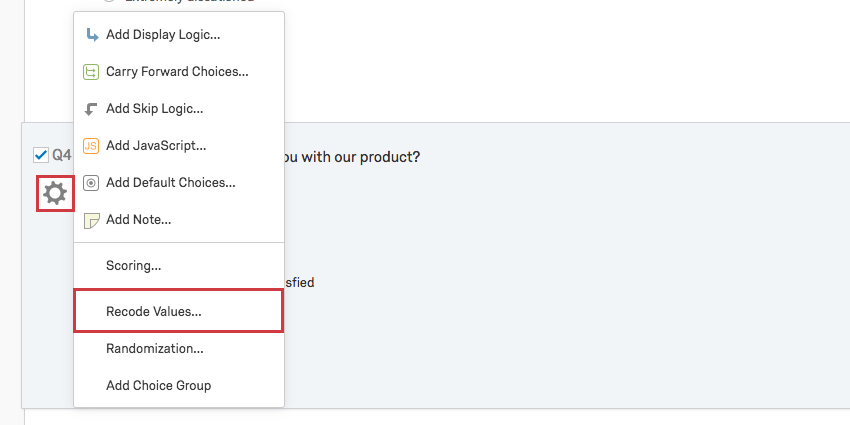 Extremely dissatisfied
Add Display Logic...
Carry Forward Choices...
Add Skip Logic...
JS Add JavaScript...
Q4 ou with our product?
Add Default Choices...
Add Note...
Scoring...
sfied
Recode Values...
Randomization...
Add Choice Group